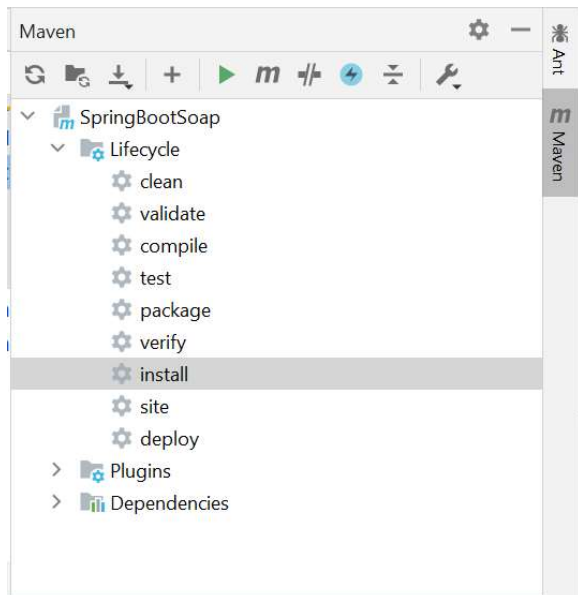 Maven
Ant
m
Maven
SpringBootSoap
Lifecycle
clean
validate
compile
test
package
verify
install
site
deploy
Plugins
Dependencies